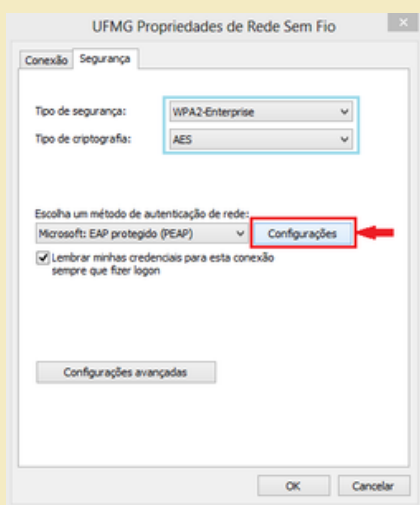 UFMG Propriedades de Rede Sem Fio
Conexão Segurança
Tipo de segurança: WPA2-Enterprise
Tipo de criptografia: AES
Escolha um método de autenticação de rede:
Microsoft: EAP protegido (PEAP) Configurações
Lembrar minhas credenciais para esta conexão
sempre que fizer logon
Configurações avançadas
OK Cancelar